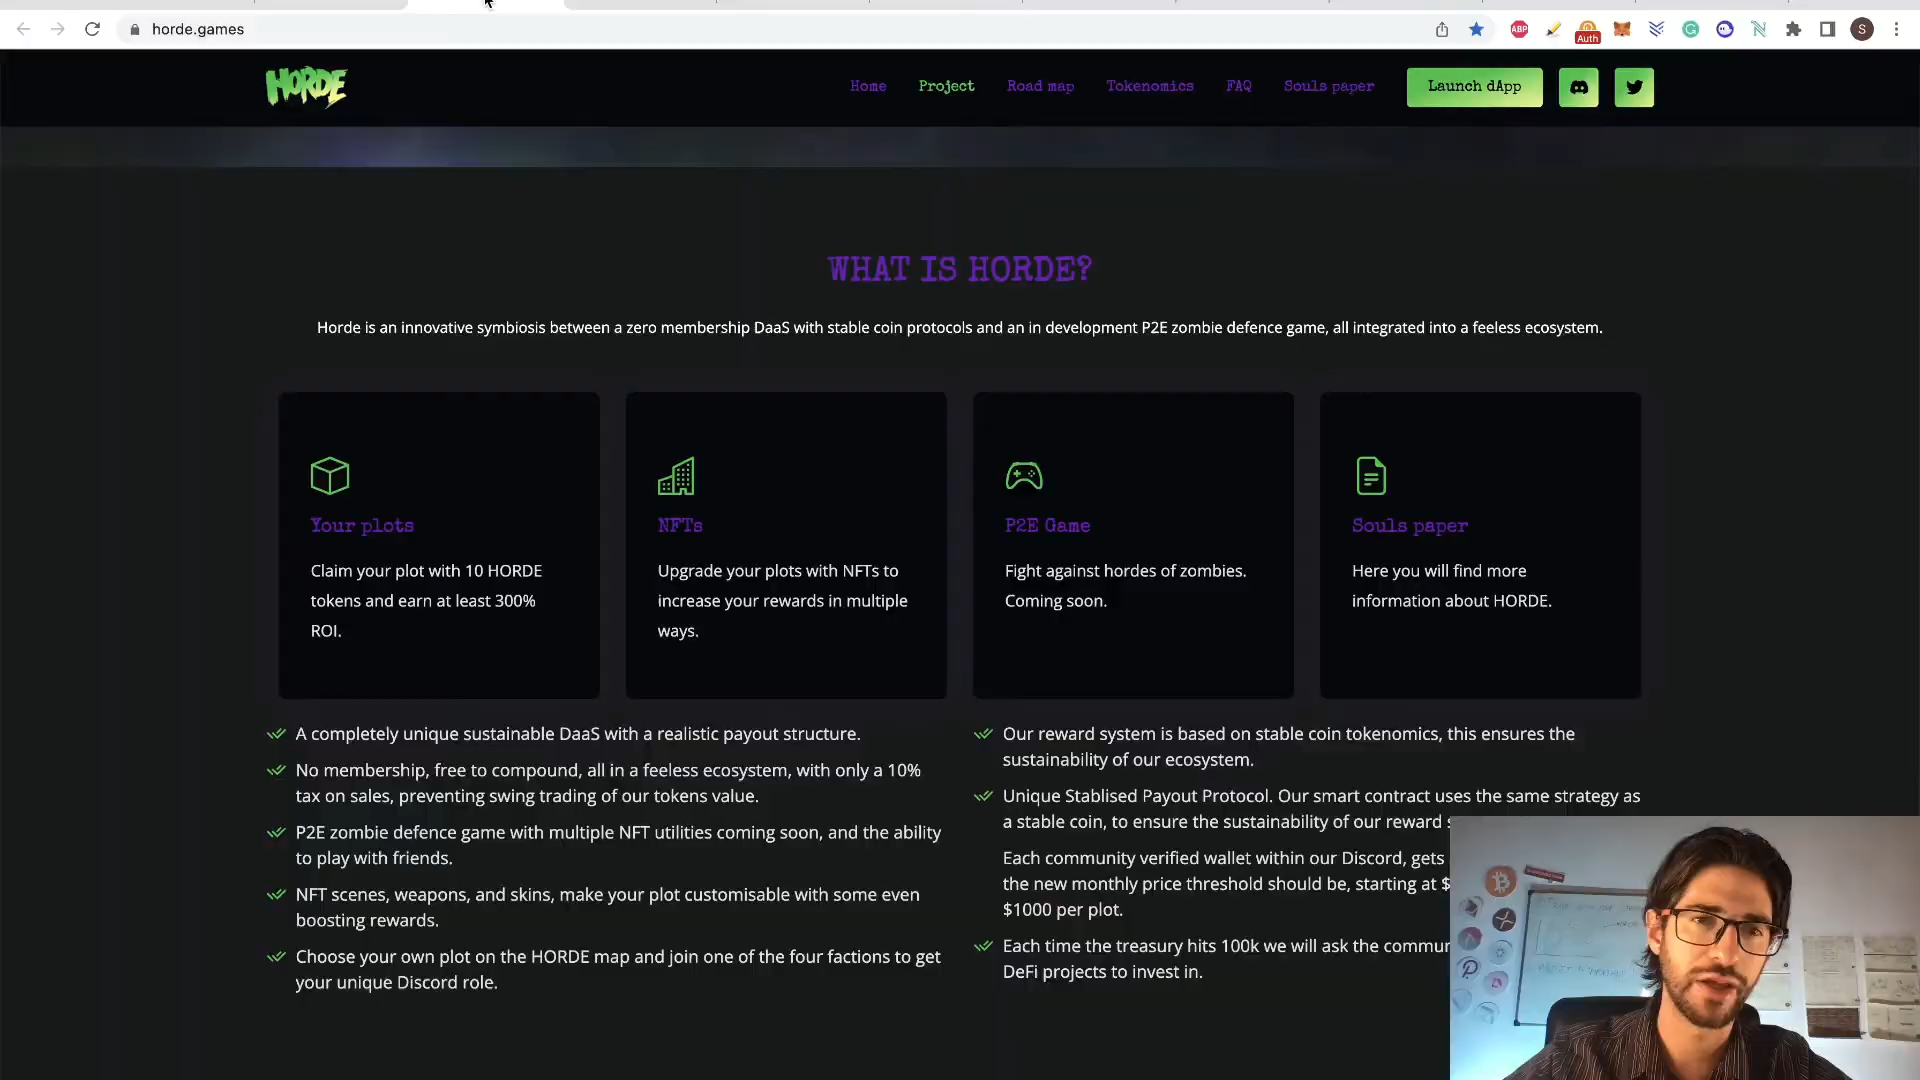 horde.games
ABP
Auth
S
HORDE
Home
Project
Road map
Tokenomics
FAQ
Souls paper
Launch dApp
WHAT IS HORDE?
Horde is an innovative symbiosis between a zero membership DaaS with stable coin protocols and an in development P2E zombie defence game, all integrated into a feeless ecosystem.
Your plots
Claim your plot with 10 HORDE
tokens and earn at least 300%
ROI.
NFTs
Upgrade your plots with NFTs to
increase your rewards in multiple
ways.
P2E Game
Fight against hordes of zombies.
Coming soon.
Souls paper
Here you will find more
information about HORDE.
A completely unique sustainable DaaS with a realistic payout structure.
No membership, free to compound, all in a feeless ecosystem, with only a 10%
tax on sales, preventing swing trading of our tokens value.
P2E zombie defence game with multiple NFT utilities coming soon, and the ability
to play with friends.
NFT scenes, weapons, and skins, make your plot customisable with some even
boosting rewards.
Choose your own plot on the HORDE map and join one of the four factions to get
your unique Discord role.
Our reward system is based on stable coin tokenomics, this ensures the
sustainability of our ecosystem.
Unique Stablised Payout Protocol. Our smart contract uses the same strategy as
a stable coin, to ensure the sustainability of our reward
Each community verified wallet within our Discord, gets
the new monthly price threshold should be, starting at $
$1000 per plot.
Each time the treasury hits 100k we will ask the commun
DeFi projects to invest in.